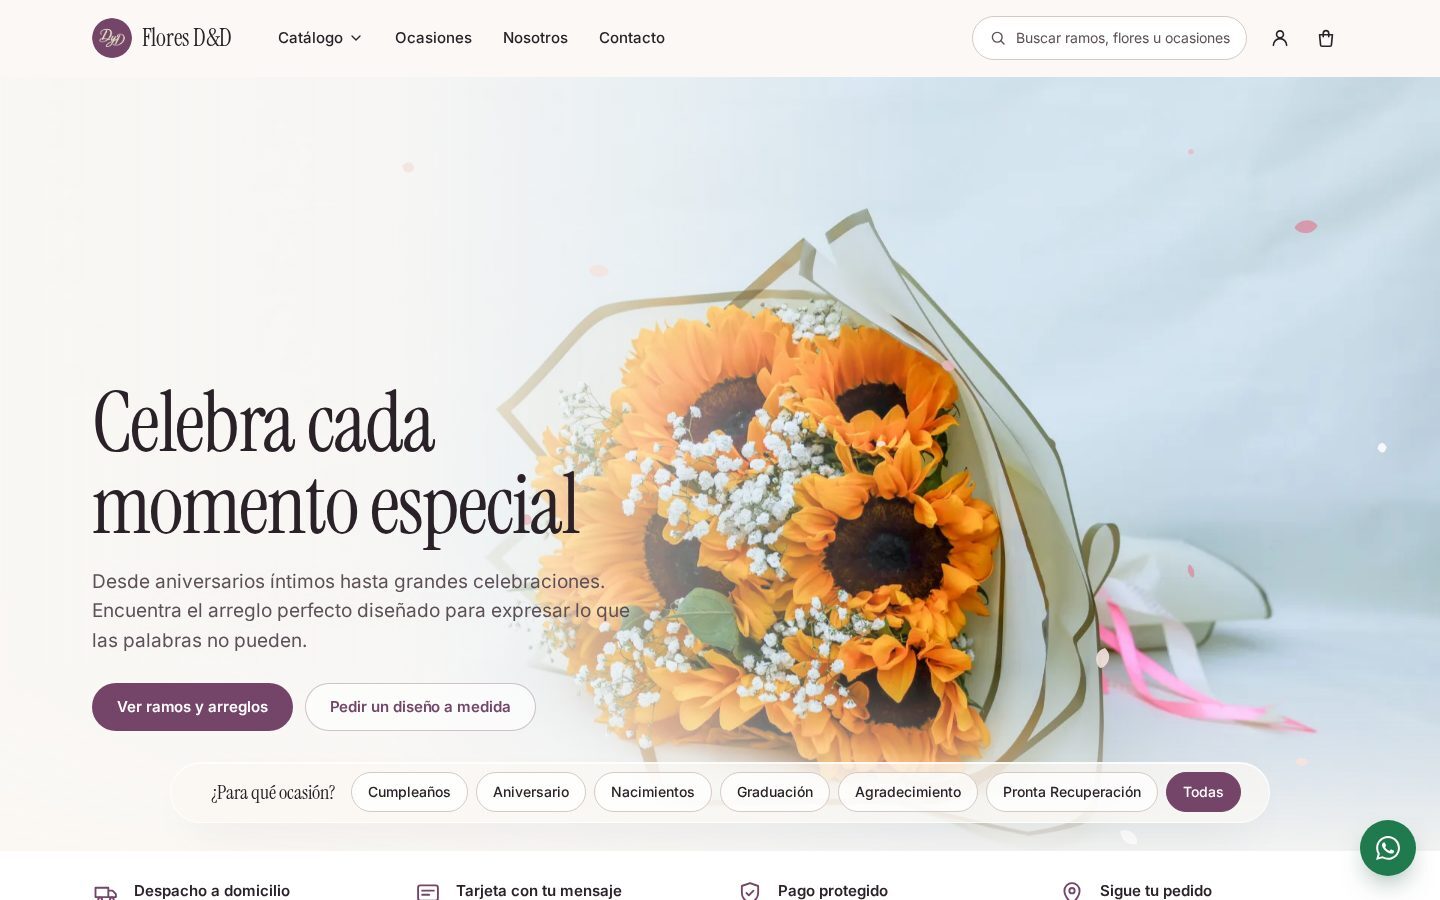 D&D
Flores D&D
Catálogo
Ocasiones
Nosotros
Contacto
Buscar ramos, flores u ocasiones
Celebra cada
momento especial
Desde aniversarios íntimos hasta grandes celebraciones.
Encuentra el arreglo perfecto diseñado para expresar lo que
las palabras no pueden.
Ver ramos y arreglos
Pedir un diseño a medida
¿Para qué ocasión?
Cumpleaños
Aniversario
Nacimientos
Graduación
Agradecimiento
Pronta Recuperación
Todas
Despacho a domicilio
Tarjeta con tu mensaje
Pago protegido
Sigue tu pedido